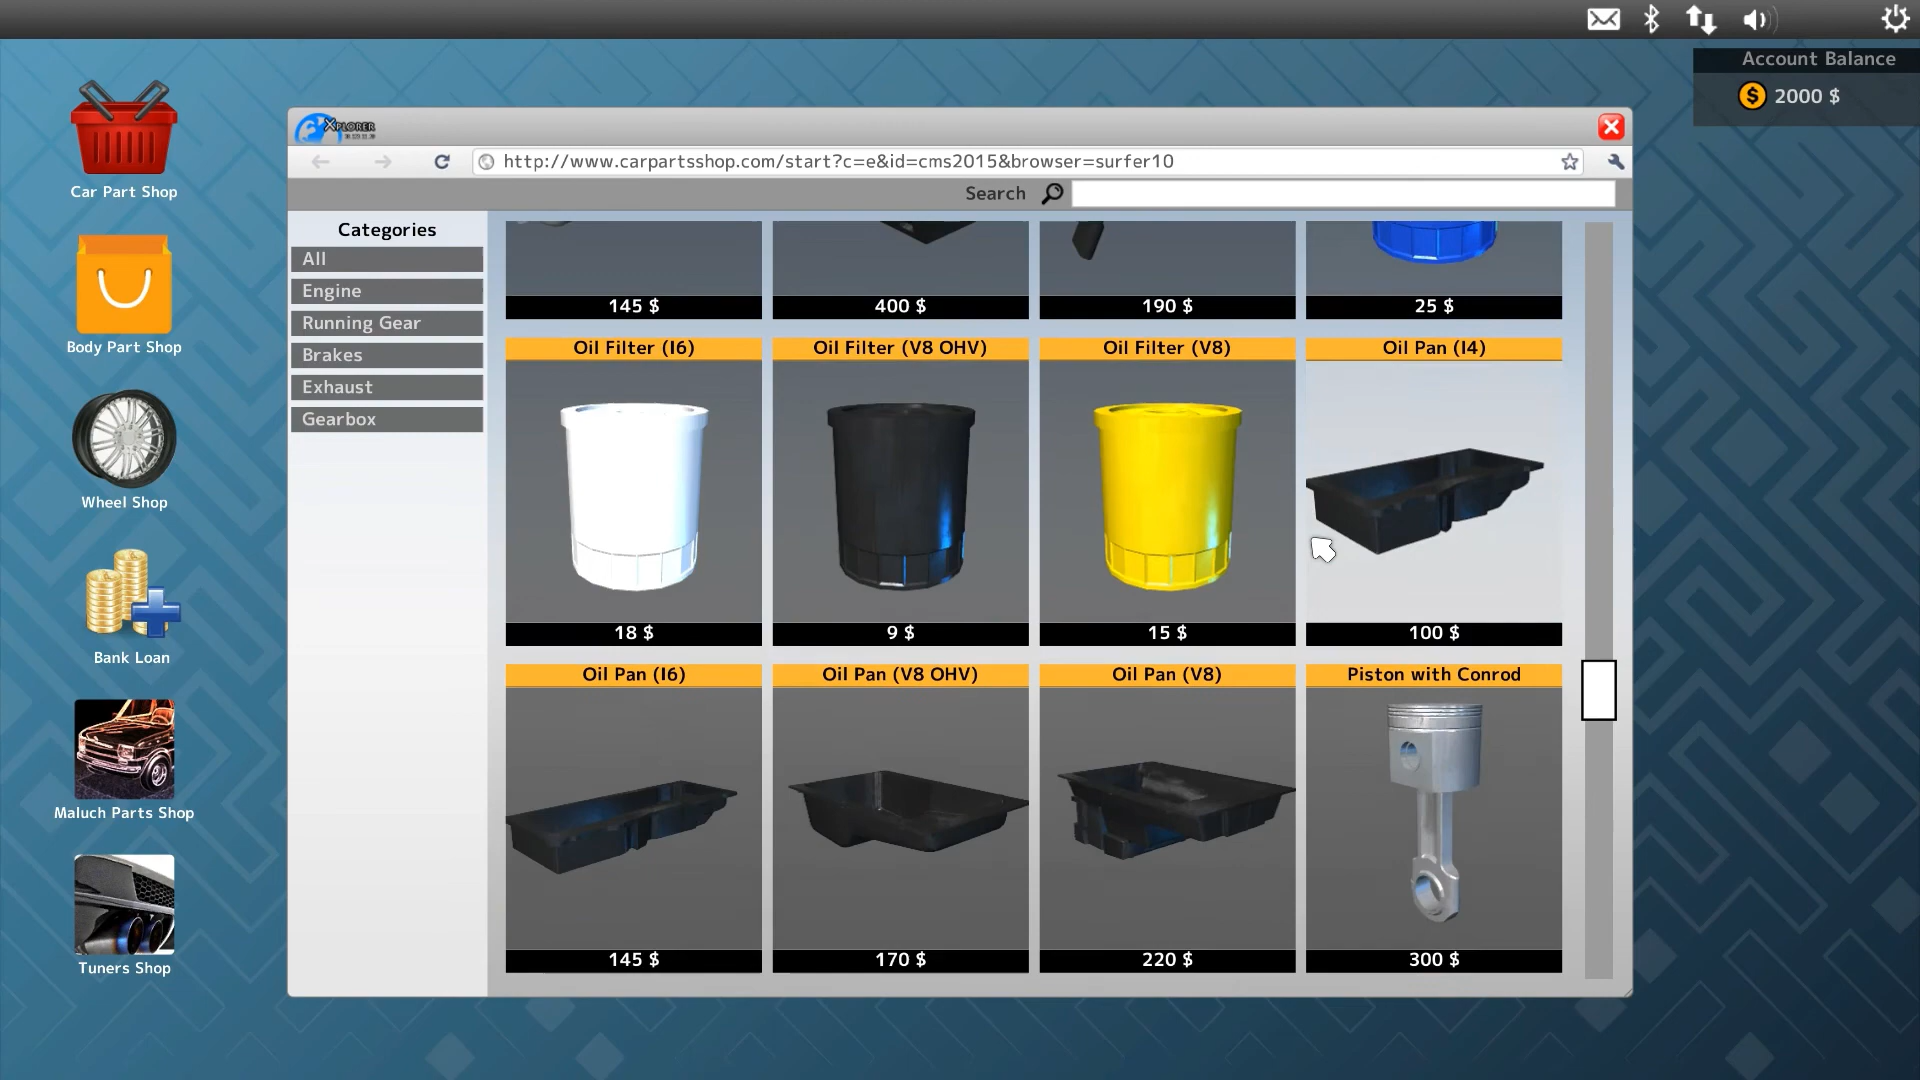 Account Balance
2000 $
Car Part Shop
Body Part Shop
Wheel Shop
Bank Loan
Maluch Parts Shop
Tuners Shop
XPLORER
http://www.carpartsshop.com/start?c=e&id=cms2015&browser=surfer10
Search
Categories
All
Engine
Running Gear
Brakes
Exhaust
Gearbox
145 $
400 $
190 $
25 $
Oil Filter (I6)
Oil Filter (V8 OHV)
Oil Filter (V8)
Oil Pan (I4)
18 $
9 $
15 $
100 $
Oil Pan (I6)
Oil Pan (V8 OHV)
Oil Pan (V8)
Piston with Conrod
145 $
170 $
220 $
300 $